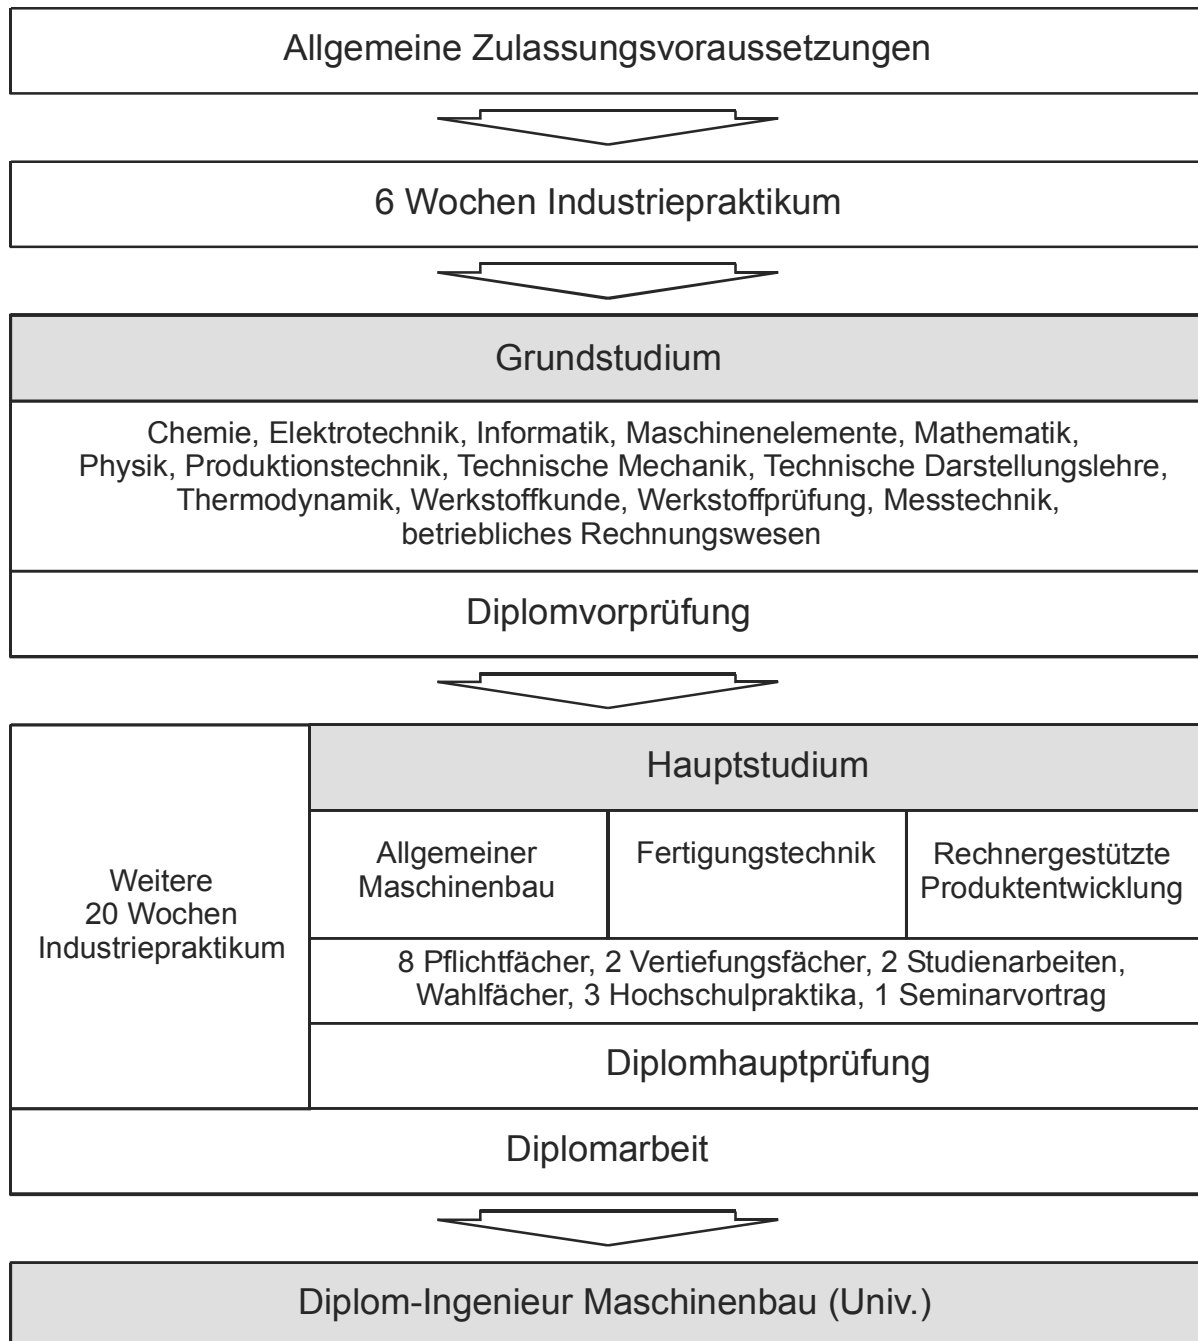 Allgemeine Zulassungsvoraussetzungen
6 Wochen Industriepraktikum
Grundstudium
Chemie, Elektrotechnik, Informatik, Maschinenelemente, Mathematik,
Physik, Produktionstechnik, Technische Mechanik, Technische Darstellungslehre,
Thermodynamik, Werkstoffkunde, Werkstoffprüfung, Messtechnik,
betriebliches Rechnungswesen
Diplomvorprüfung
Weitere
20 Wochen
Industriepraktikum
Hauptstudium
Allgemeiner
Maschinenbau
Fertigungstechnik
Rechnergestützte
Produktentwicklung
8 Pflichtfächer, 2 Vertiefungsfächer, 2 Studienarbeiten,
Wahlfächer, 3 Hochschulpraktika, 1 Seminarvortrag
Diplomhauptprüfung
Diplomarbeit
Diplom-Ingenieur Maschinenbau (Univ.)